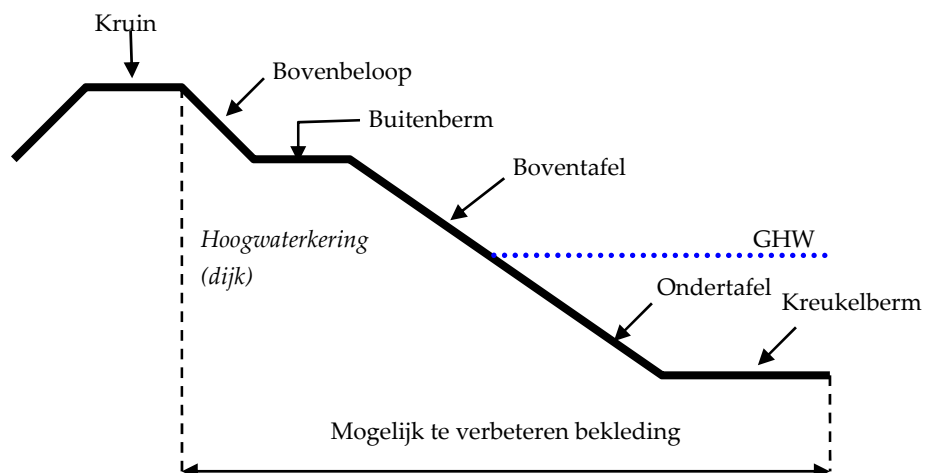 Kruin
Bovenbeloop
Buitenberm
Boventafel
Hoogwaterkering
(dijk)
GHW
Ondertafel
Kreukelberm
Mogelijk te verbeteren bekleding